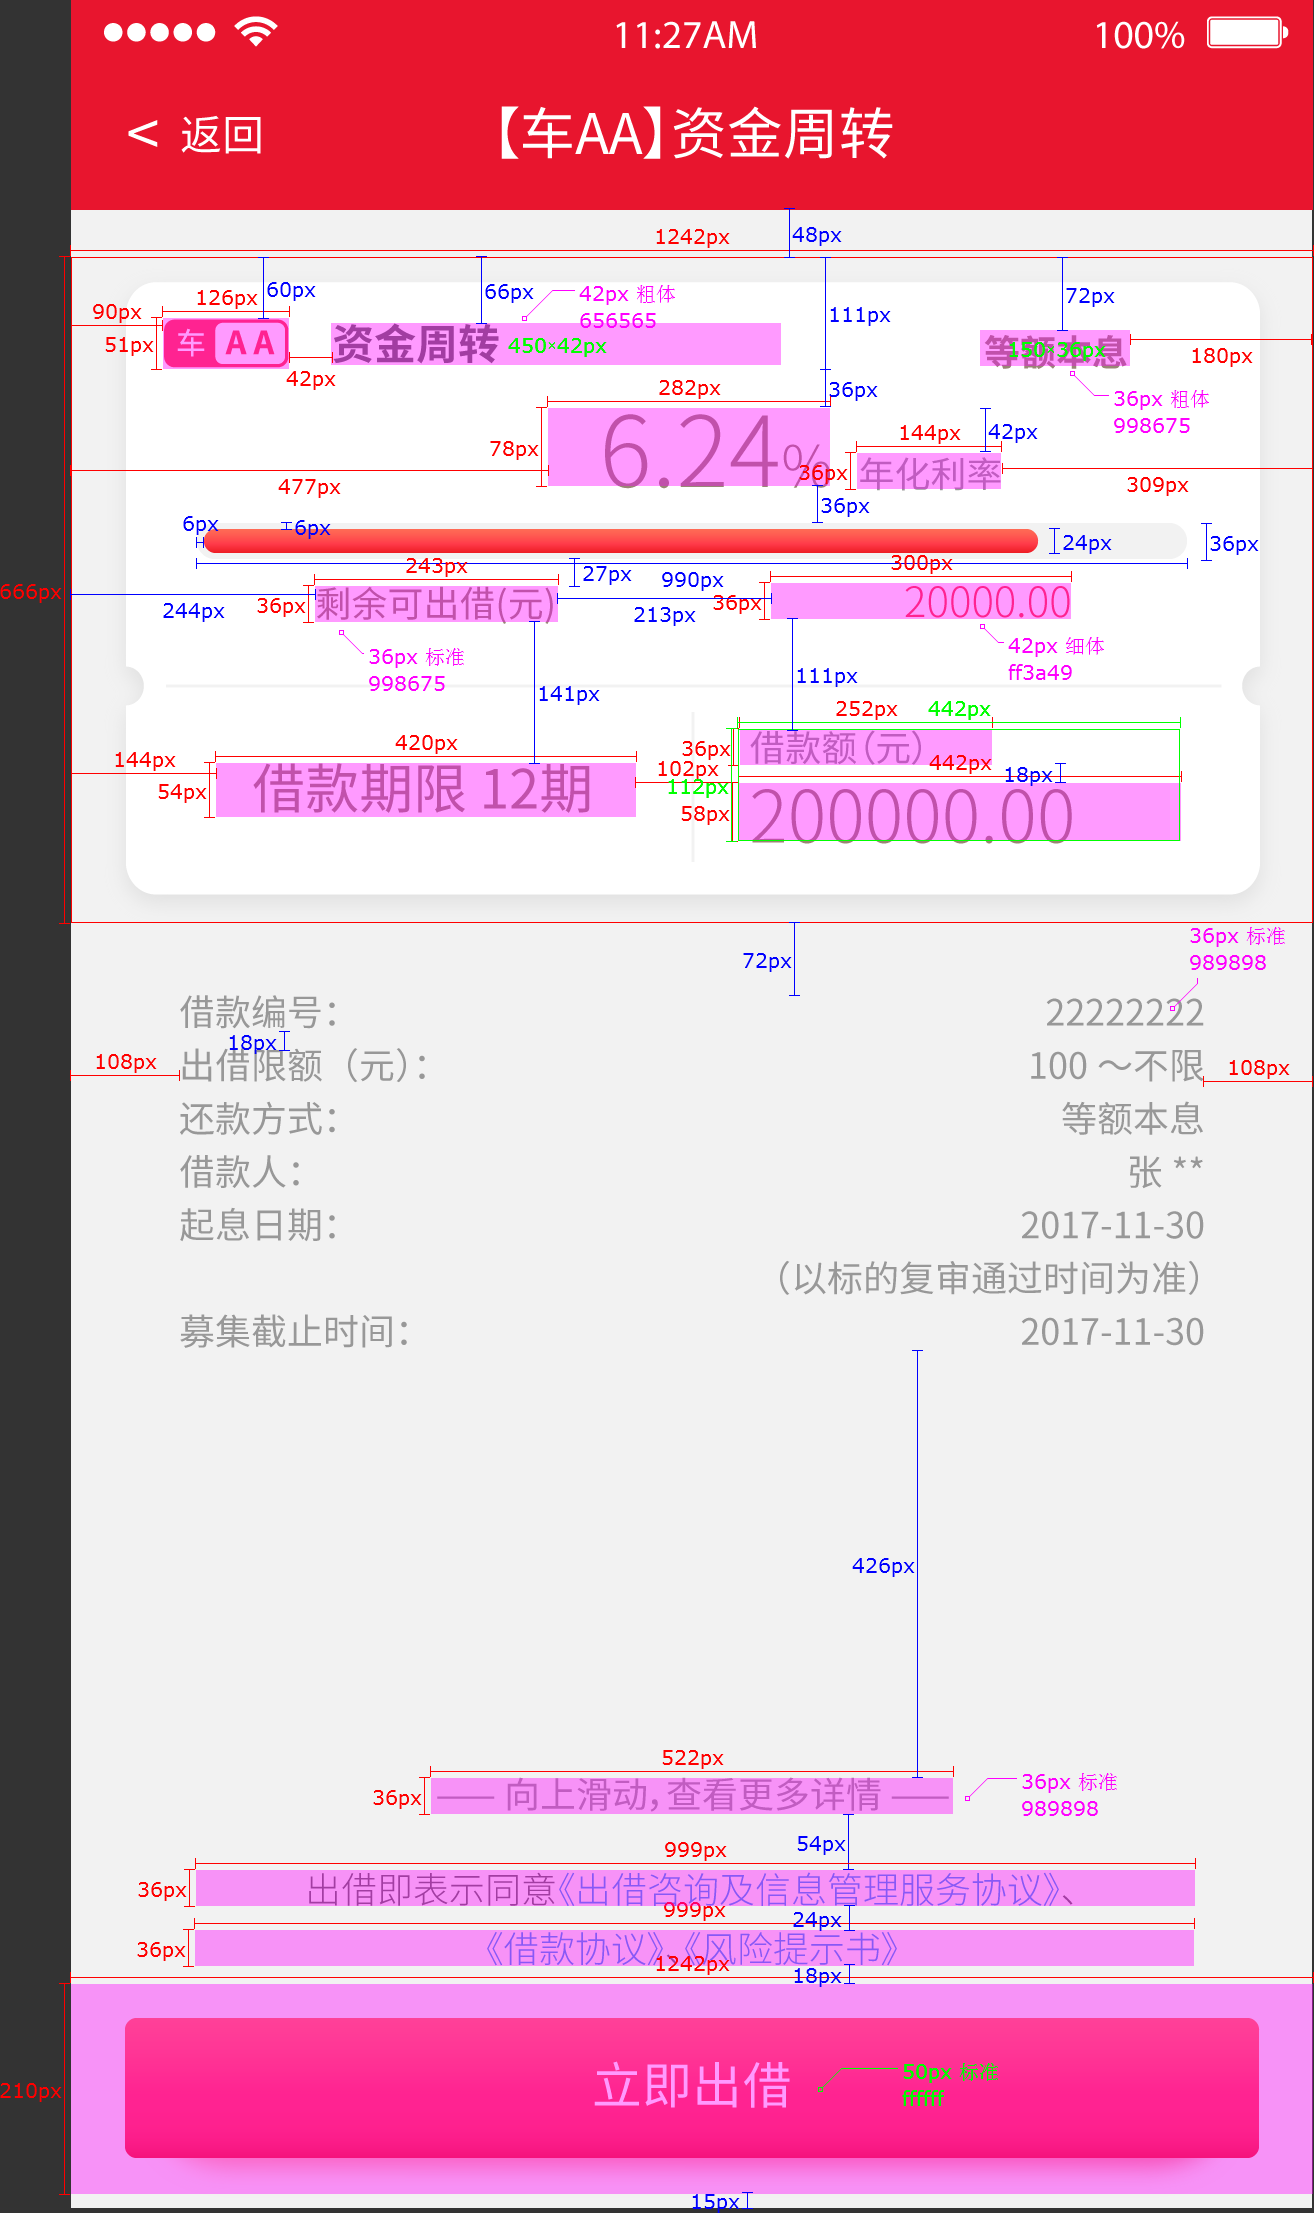 11:27AM 100%
< 返回 【车AA】资金周转
1242px 48px
126px 60px 66px 42px 粗体 656565 111px 72px
90px 51px 车 AA 资金周转 450×42px 等额本息 150×36px 180px
42px
282px 36px 36px 粗体 998675
78px 6.24% 36px 年化利率 144px 42px
477px 309px
36px
6px 6px 24px 36px
243px 27px 990px 300px
666px 244px 36px 剩余可出借(元) 213px 36px 20000.00
36px 标准 998675 42px 细体 ff3a49
141px 111px
252px 442px
144px 420px 36px 借款额（元）
102px 442px 18px
54px 借款期限 12期 112px
58px 200000.00
72px 36px 标准 989898
借款编号： 22222222
18px
108px 出借限额（元）： 100 ～不限 108px
还款方式： 等额本息
借款人： 张 **
起息日期： 2017-11-30
（以标的复审通过时间为准）
募集截止时间： 2017-11-30
426px
522px
36px —— 向上滑动，查看更多详情 —— 36px 标准 989898
54px
999px
36px 出借即表示同意《出借咨询及信息管理服务协议》、
999px 24px
36px 《借款协议》、《风险提示书》
1242px 18px
210px 立即出借 50px 标准 ffffff
15px